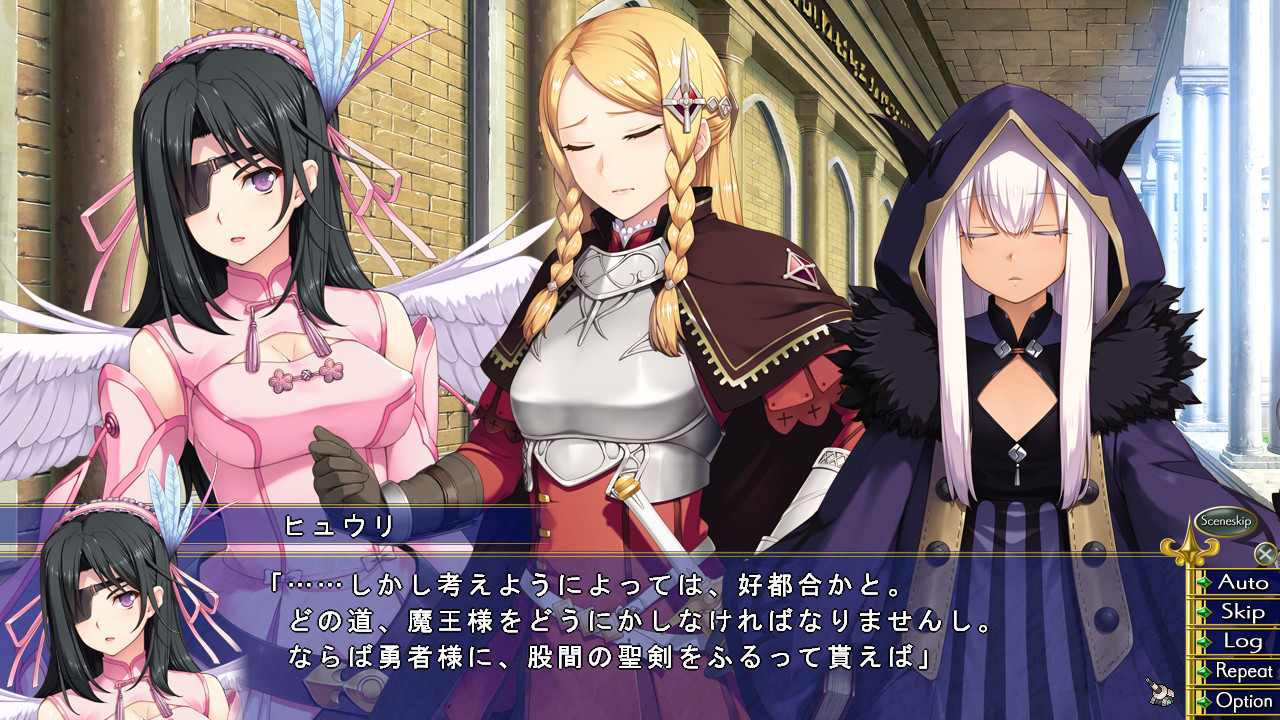 ヒュウリ
「……しかし考えようによっては、好都合かと。
どの道、魔王様をどうにかしなければなりませんし。
ならば勇者様に、股間の聖剣をふるって貰えば」
Sceneskip
Auto
Skip
Log
Repeat
Option